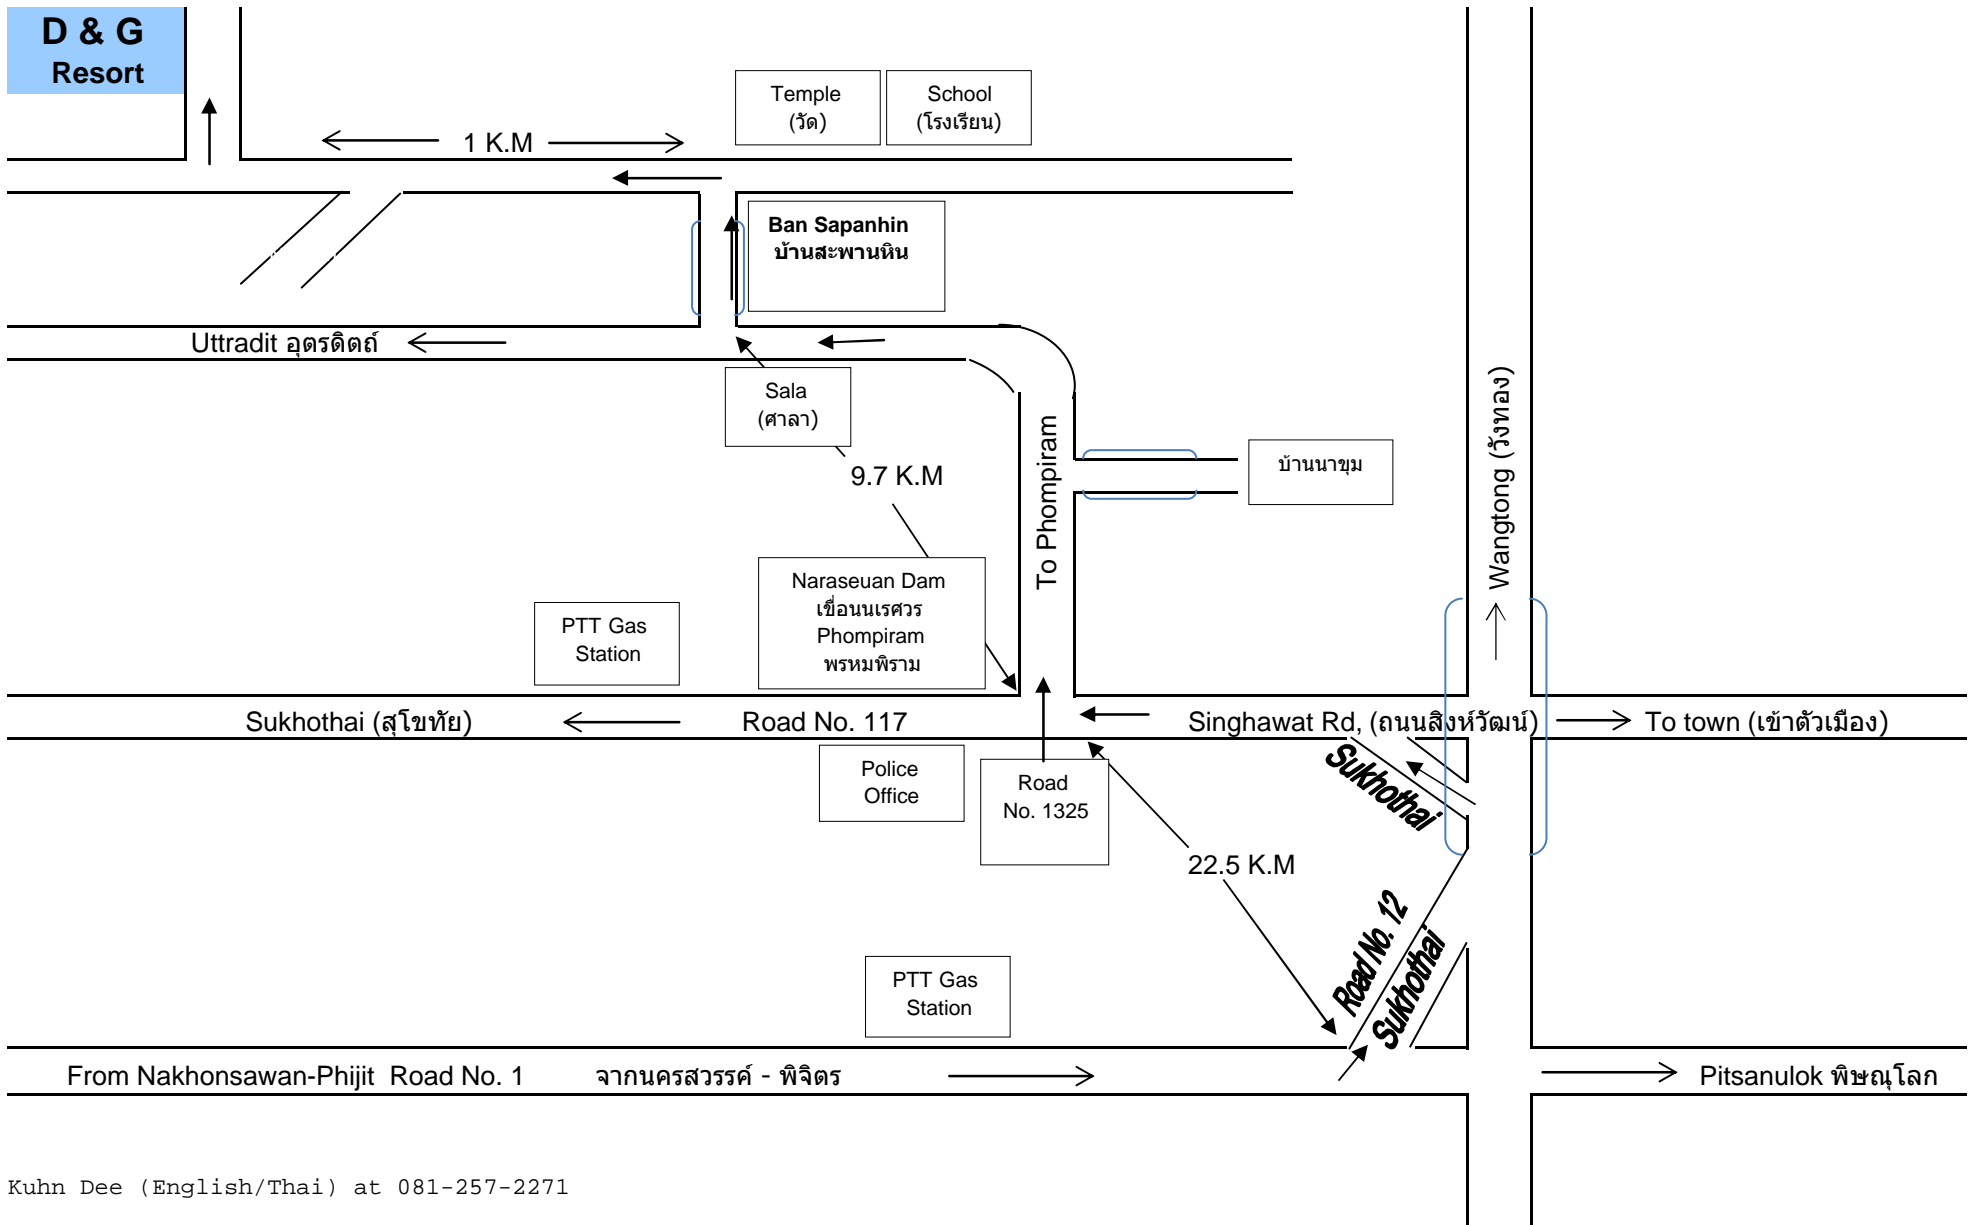 D & G
Resort
Temple
(วัด)
School
(โรงเรียน)
1 K.M
Ban Sapanhin
บ้านสะพานหิน
Uttradit อุตรดิตถ์
Sala
(ศาลา)
To Phompiram
Wangtong (วังทอง)
9.7 K.M
บ้านนาขุม
Naraseuan Dam
เขื่อนนเรศวร
Phompiram
พรหมพิราม
PTT Gas
Station
Sukhothai (สุโขทัย)
Road No. 117
Singhawat Rd, (ถนนสิงห์วัฒน์)
To town (เข้าตัวเมือง)
Sukhothai
Police
Office
Road
No. 1325
22.5 K.M
Road No. 12
Sukhothai
PTT Gas
Station
From Nakhonsawan-Phijit Road No. 1
จากนครสวรรค์ - พิจิตร
Pitsanulok พิษณุโลก
Kuhn Dee (English/Thai) at 081-257-2271